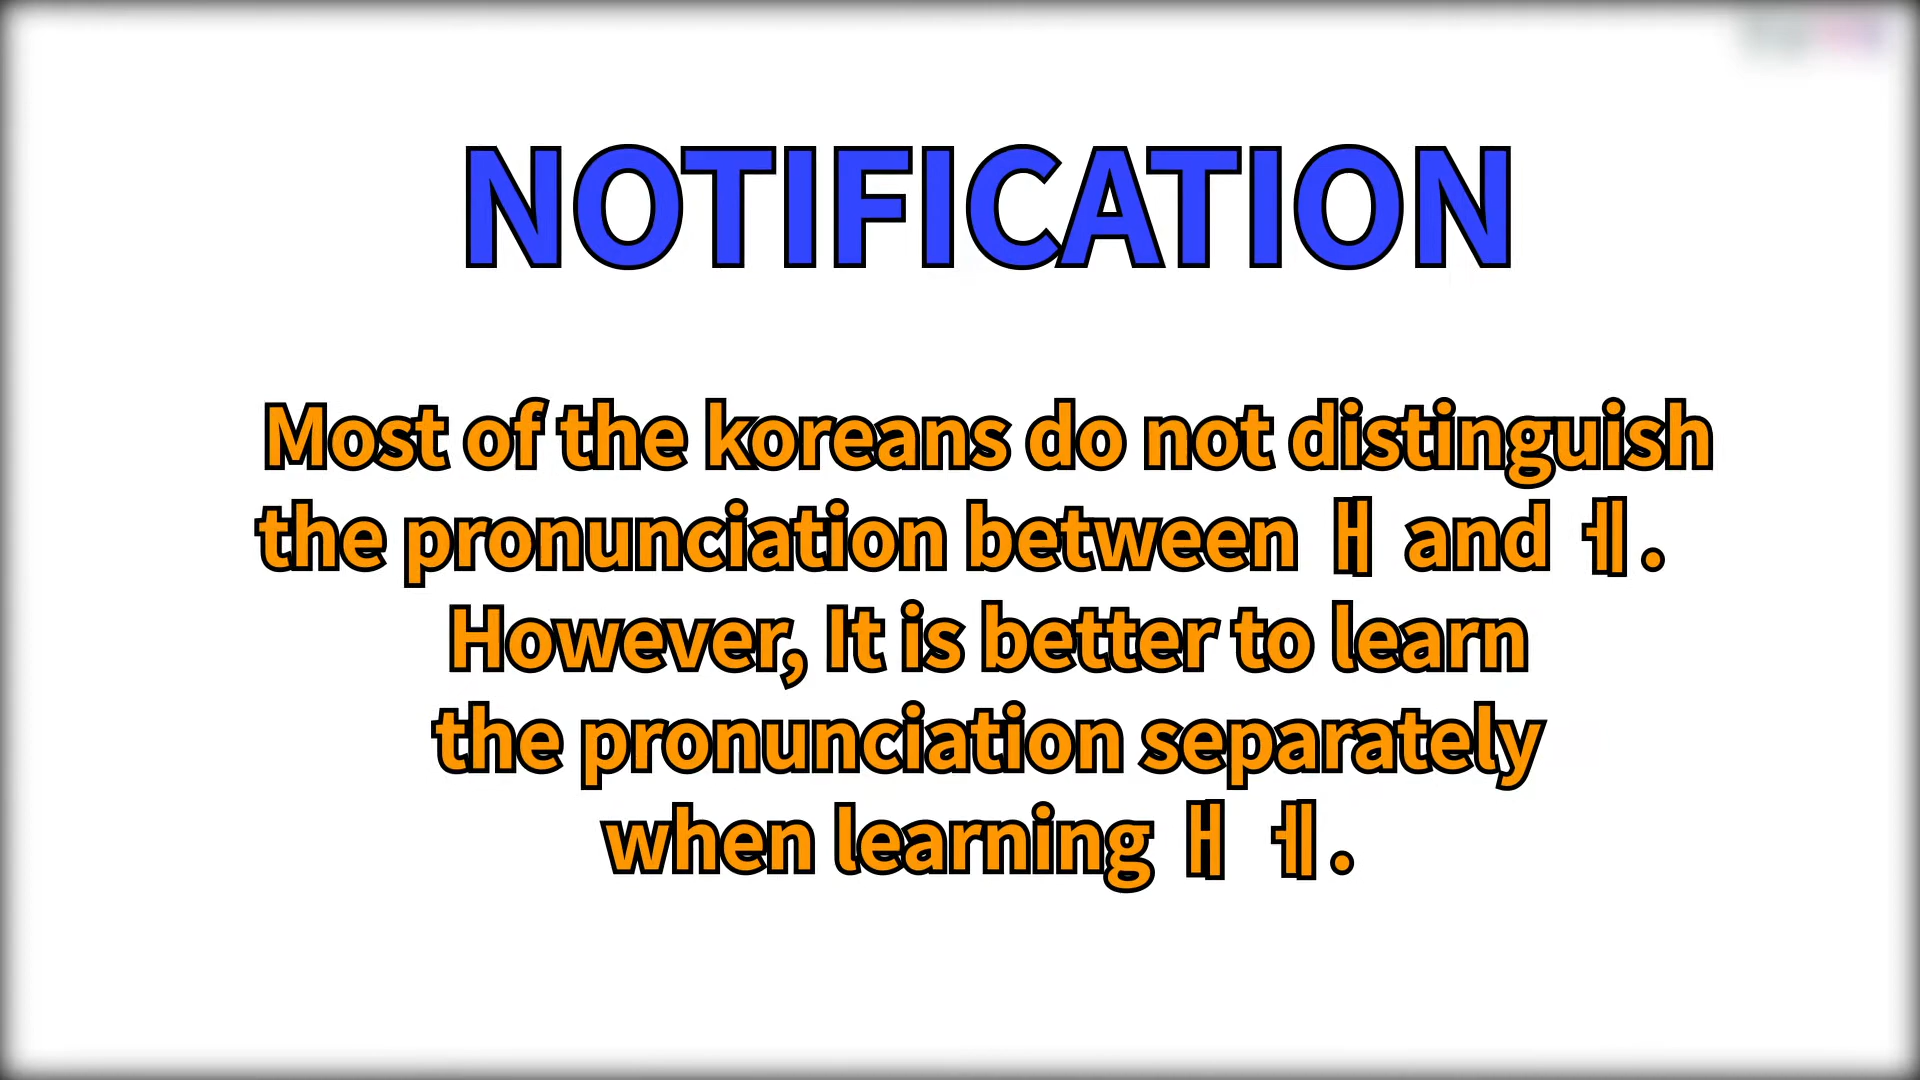 NOTIFICATION
Most of the koreans do not distinguish
the pronunciation between ㅐ and ㅔ.
However, It is better to learn
the pronunciation separately
when learning ㅐ ㅔ.